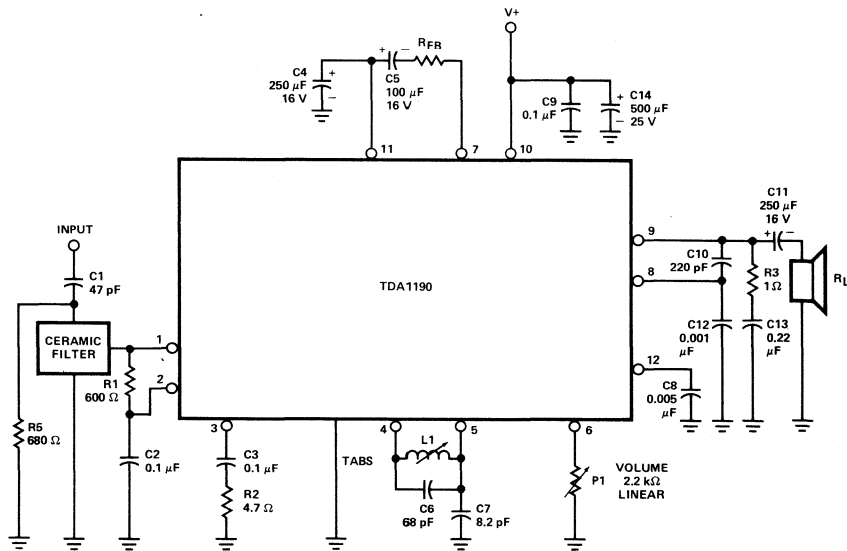 V+
C4
250 µF
16 V
+
−
+
−
C5
100 µF
16 V
RFB
C9
0.1 µF
+
−
C14
500 µF
25 V
11
7
10
INPUT
C1
47 pF
CERAMIC
FILTER
R5
680 Ω
R1
600 Ω
C2
0.1 µF
1
2
TDA1190
9
8
12
C11
250 µF
16 V
+
−
C10
220 pF
R3
1 Ω
RL
C12
0.001
µF
C13
0.22
µF
C8
0.005
µF
3
C3
0.1 µF
R2
4.7 Ω
TABS
4
5
L1
C6
68 pF
C7
8.2 pF
6
P1
VOLUME
2.2 kΩ
LINEAR